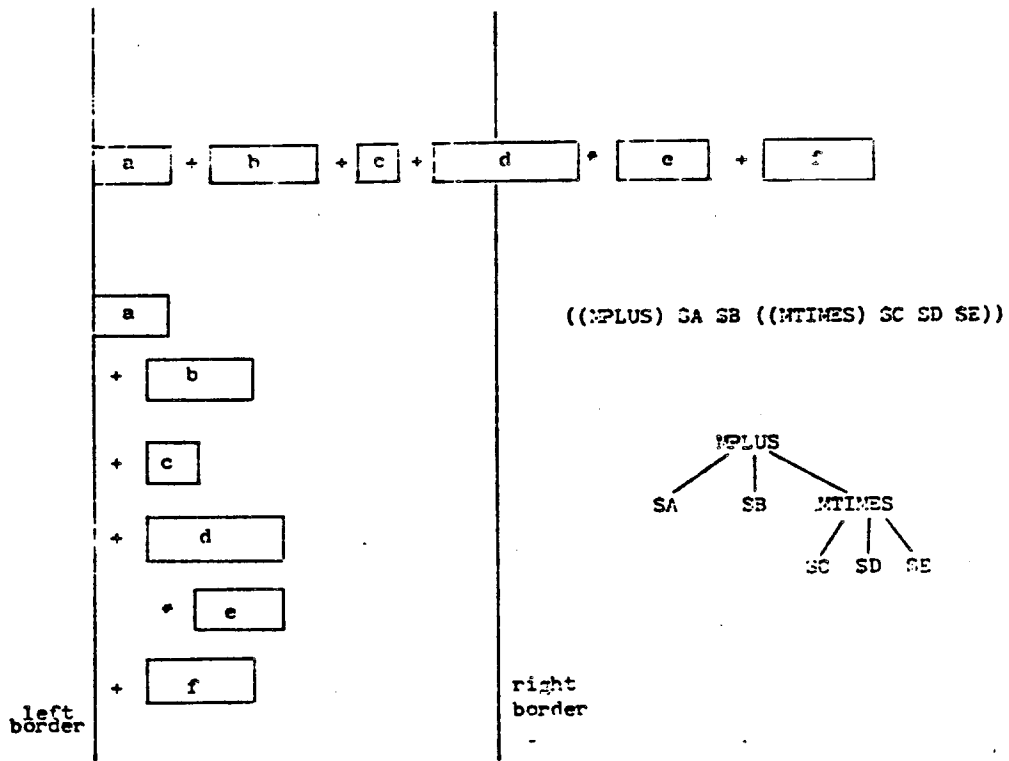 a + b + c + d * e + f
a
((MPLUS) SA SB ((MTIMES) SC SD SE))
+ b
+ c
MPLUS
SA SB MTIMES
+ d
SC SD SE
* e
+ f
left
border
right
border